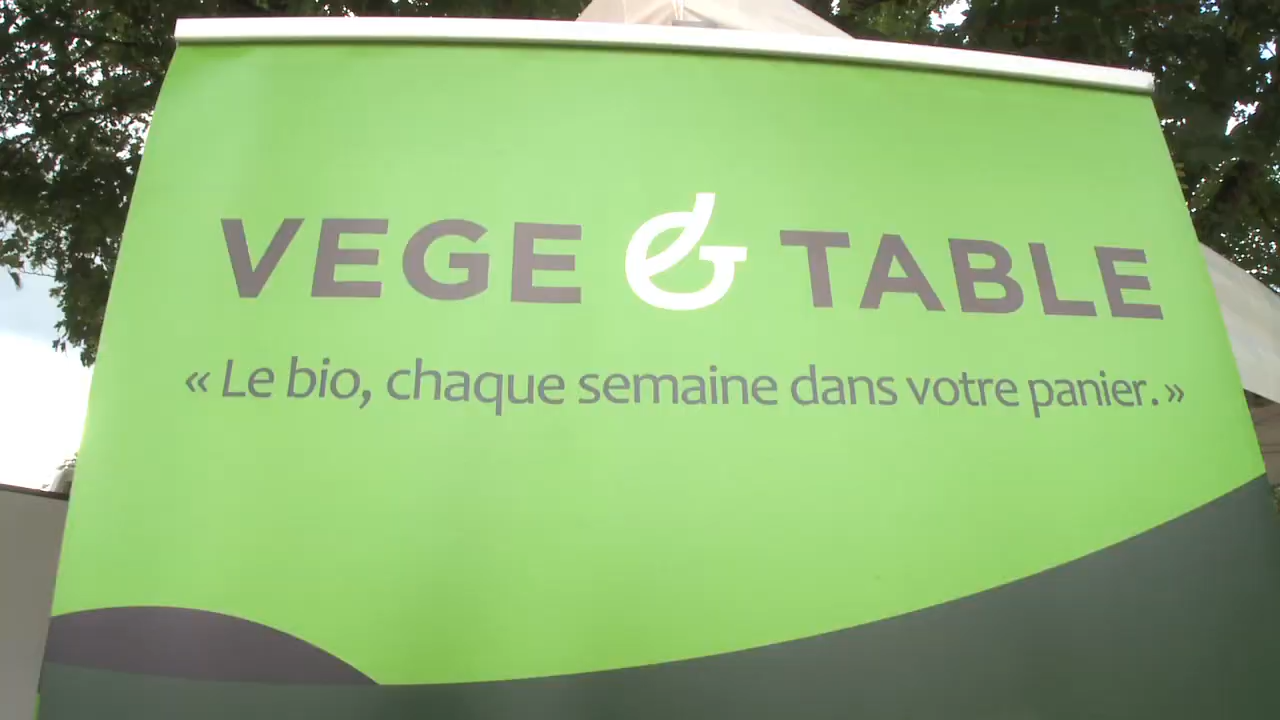 VEGE & TABLE
« Le bio, chaque semaine dans votre panier. »